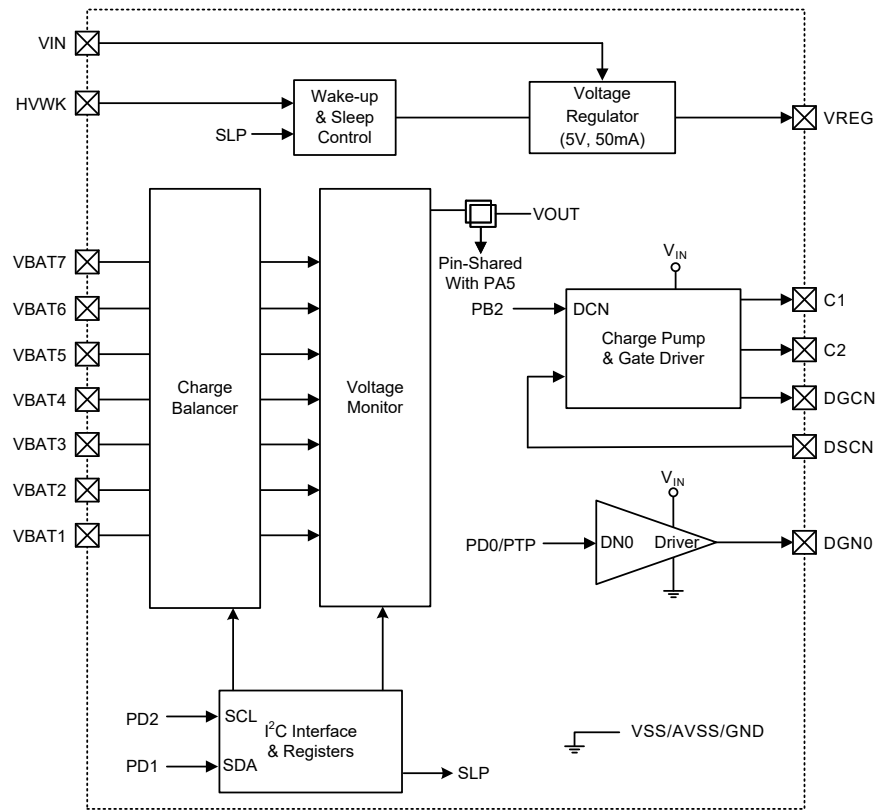 VIN
HVWK
SLP
Wake-up
& Sleep
Control
Voltage
Regulator
(5V, 50mA)
VREG
VBAT7
VBAT6
VBAT5
VBAT4
VBAT3
VBAT2
VBAT1
Charge
Balancer
Voltage
Monitor
VOUT
Pin-Shared
With PA5
VIN
PB2
DCN
Charge Pump
& Gate Driver
C1
C2
DGCN
DSCN
VIN
PD0/PTP
DN0
Driver
DGN0
PD2
SCL
PD1
SDA
I²C Interface
& Registers
SLP
VSS/AVSS/GND